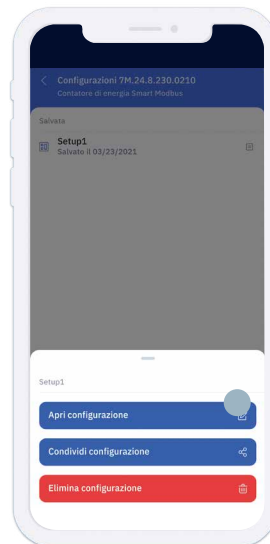 Configurazioni 7M.24.8.230.0210
Contatore di energia Smart Modbus
Salvata
Setup1
Salvato il 03/23/2021
Setup1
Apri configurazione
Condividi configurazione
Elimina configurazione